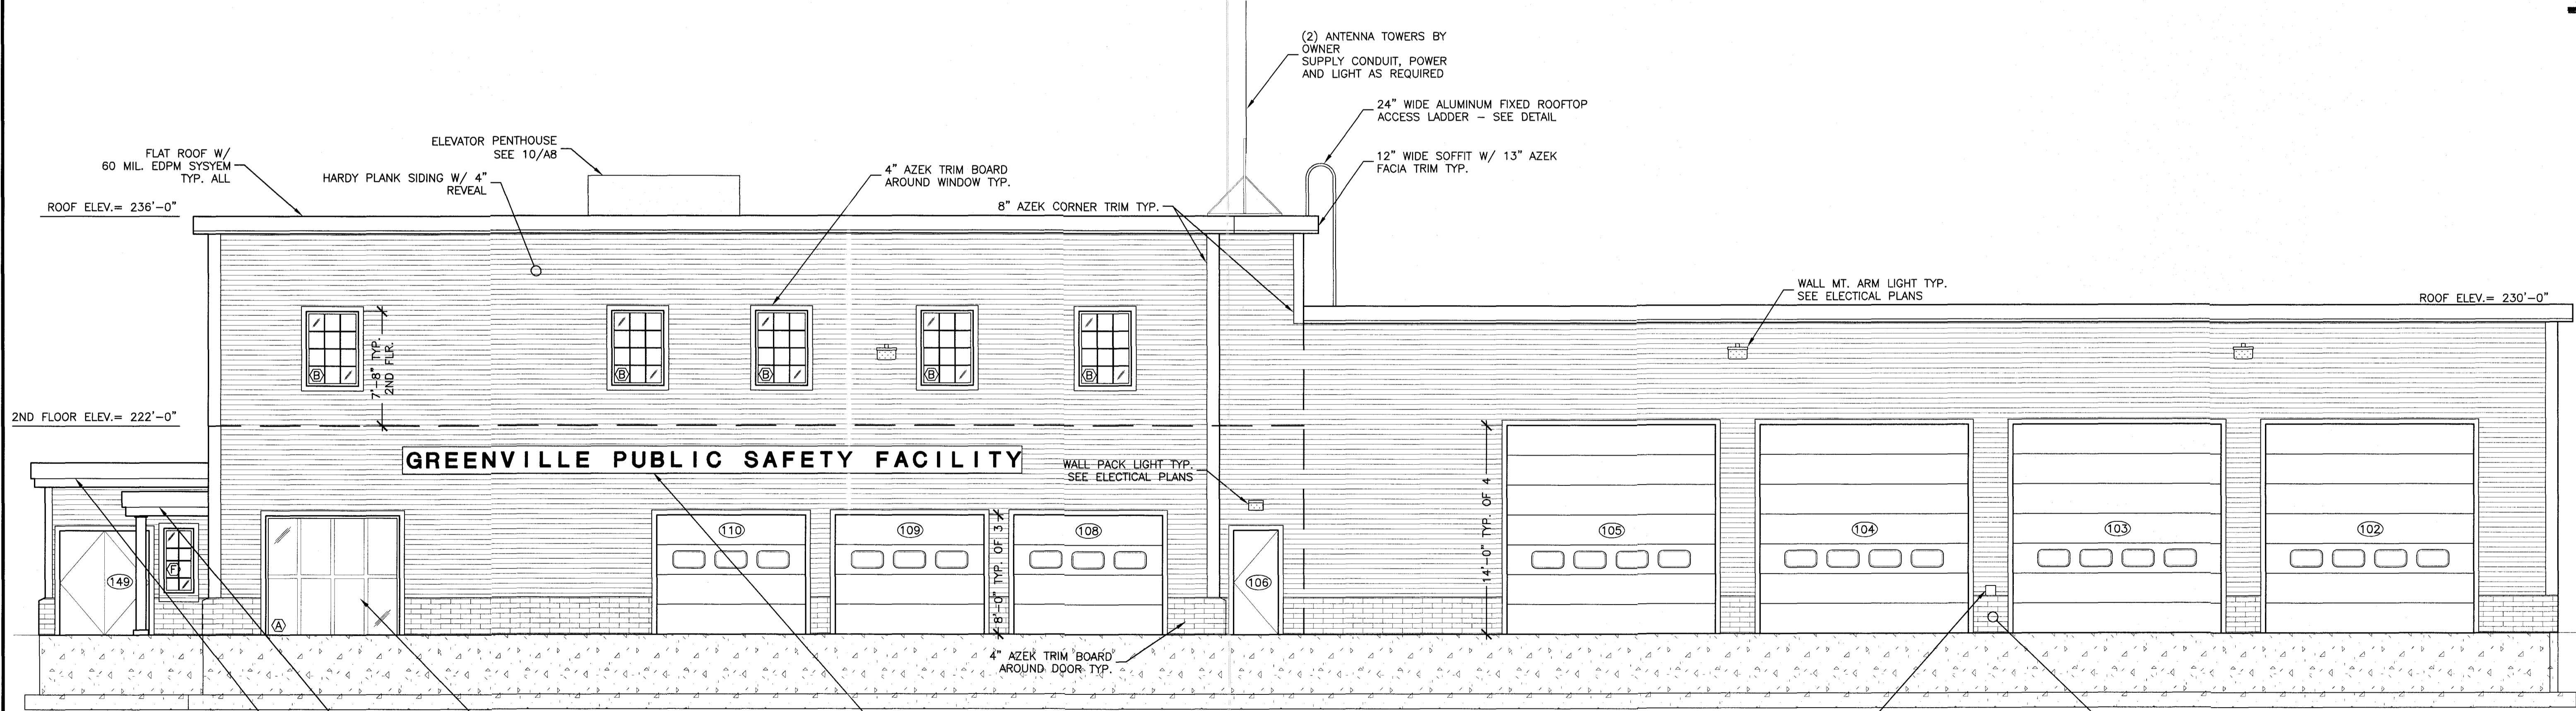 (2) ANTENNA TOWERS BY
OWNER
SUPPLY CONDUIT, POWER
AND LIGHT AS REQUIRED
24" WIDE ALUMINUM FIXED ROOFTOP
ACCESS LADDER – SEE DETAIL
12" WIDE SOFFIT W/ 13" AZEK
FACIA TRIM TYP.
ELEVATOR PENTHOUSE
SEE 10/A8
FLAT ROOF W/
60 MIL. EDPM SYSYEM
TYP. ALL
HARDY PLANK SIDING W/ 4"
REVEAL
4" AZEK TRIM BOARD
AROUND WINDOW TYP.
8" AZEK CORNER TRIM TYP.
ROOF ELEV.= 236'-0"
WALL MT. ARM LIGHT TYP.
SEE ELECTICAL PLANS
ROOF ELEV.= 230'-0"
B
7'-8" TYP.
2ND FLR.
B
B
B
B
2ND FLOOR ELEV.= 222'-0"
GREENVILLE PUBLIC SAFETY FACILITY
WALL PACK LIGHT TYP.
SEE ELECTICAL PLANS
149
F
A
110
109
8'-0" TYP. OF 3
108
106
14'-0" TYP. OF 4
105
104
103
102
4" AZEK TRIM BOARD
AROUND DOOR TYP.